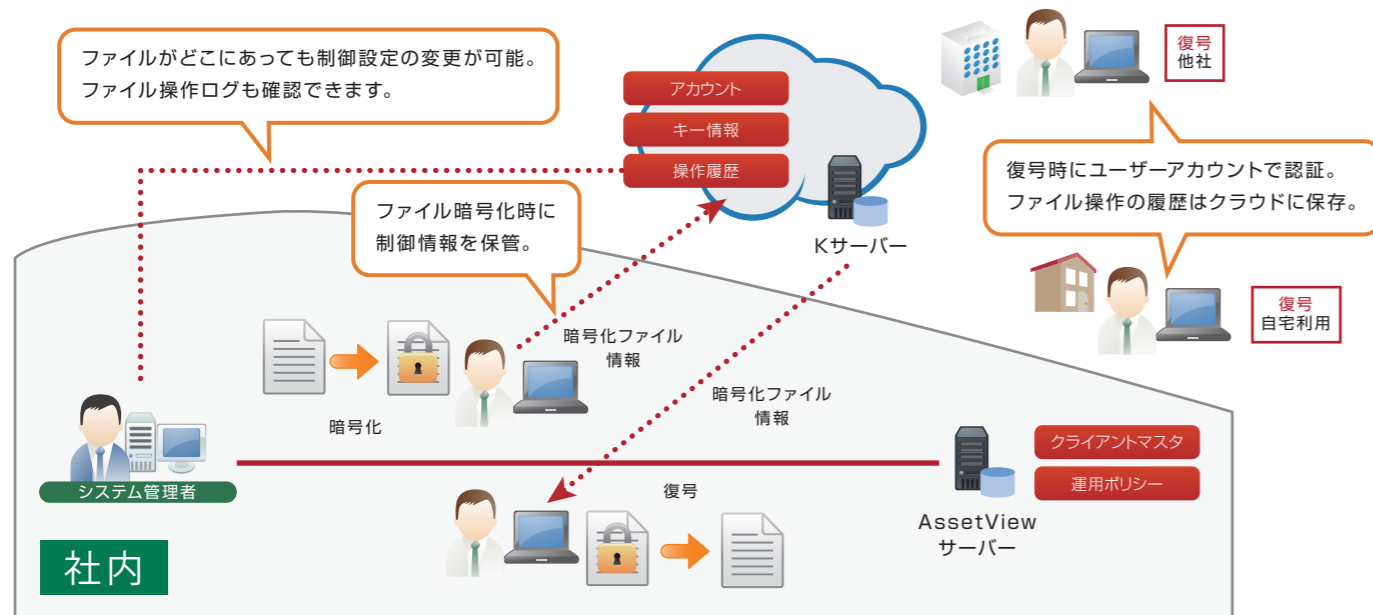 ファイルがどこにあっても制御設定の変更が可能。
ファイル操作ログも確認できます。
アカウント
キー情報
操作履歴
Kサーバー
復号
他社
復号時にユーザーアカウントで認証。
ファイル操作の履歴はクラウドに保存。
復号
自宅利用
ファイル暗号化時に
制御情報を保管。
暗号化ファイル
情報
暗号化
暗号化ファイル
情報
システム管理者
クライアントマスタ
運用ポリシー
AssetView
サーバー
復号
社内